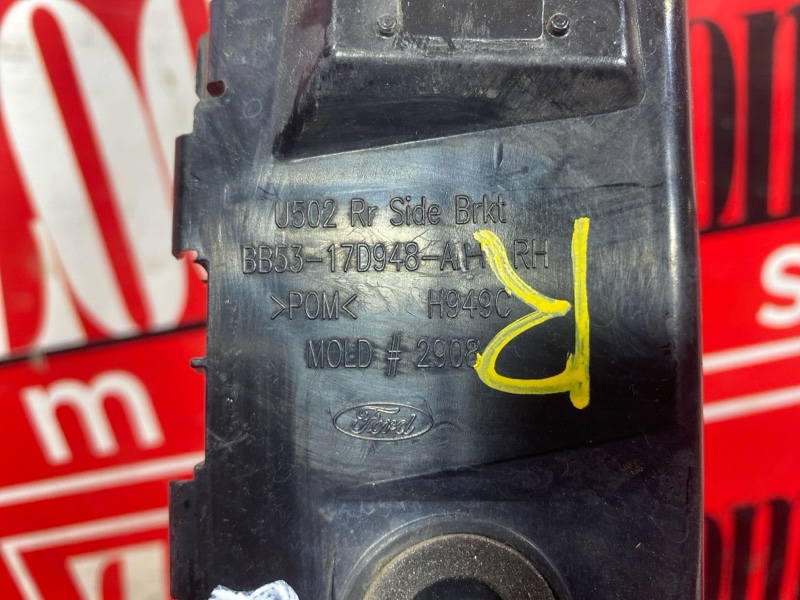 U502 Rr Side Brkt
BB53-17D948-AH RH
>POM< H949C
MOLD # 2908
Ford
R
m